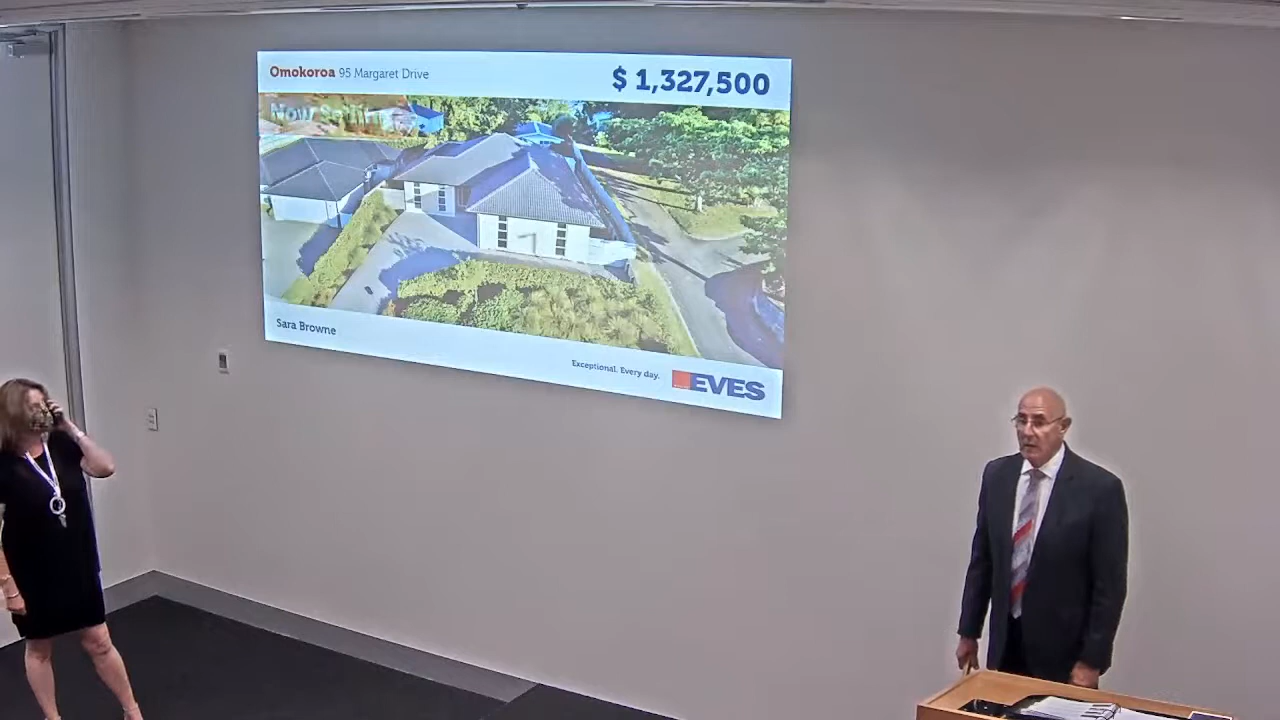 Omokoroa 95 Margaret Drive
$ 1,327,500
Now Selling
Sara Browne
Exceptional. Every day.
EVES